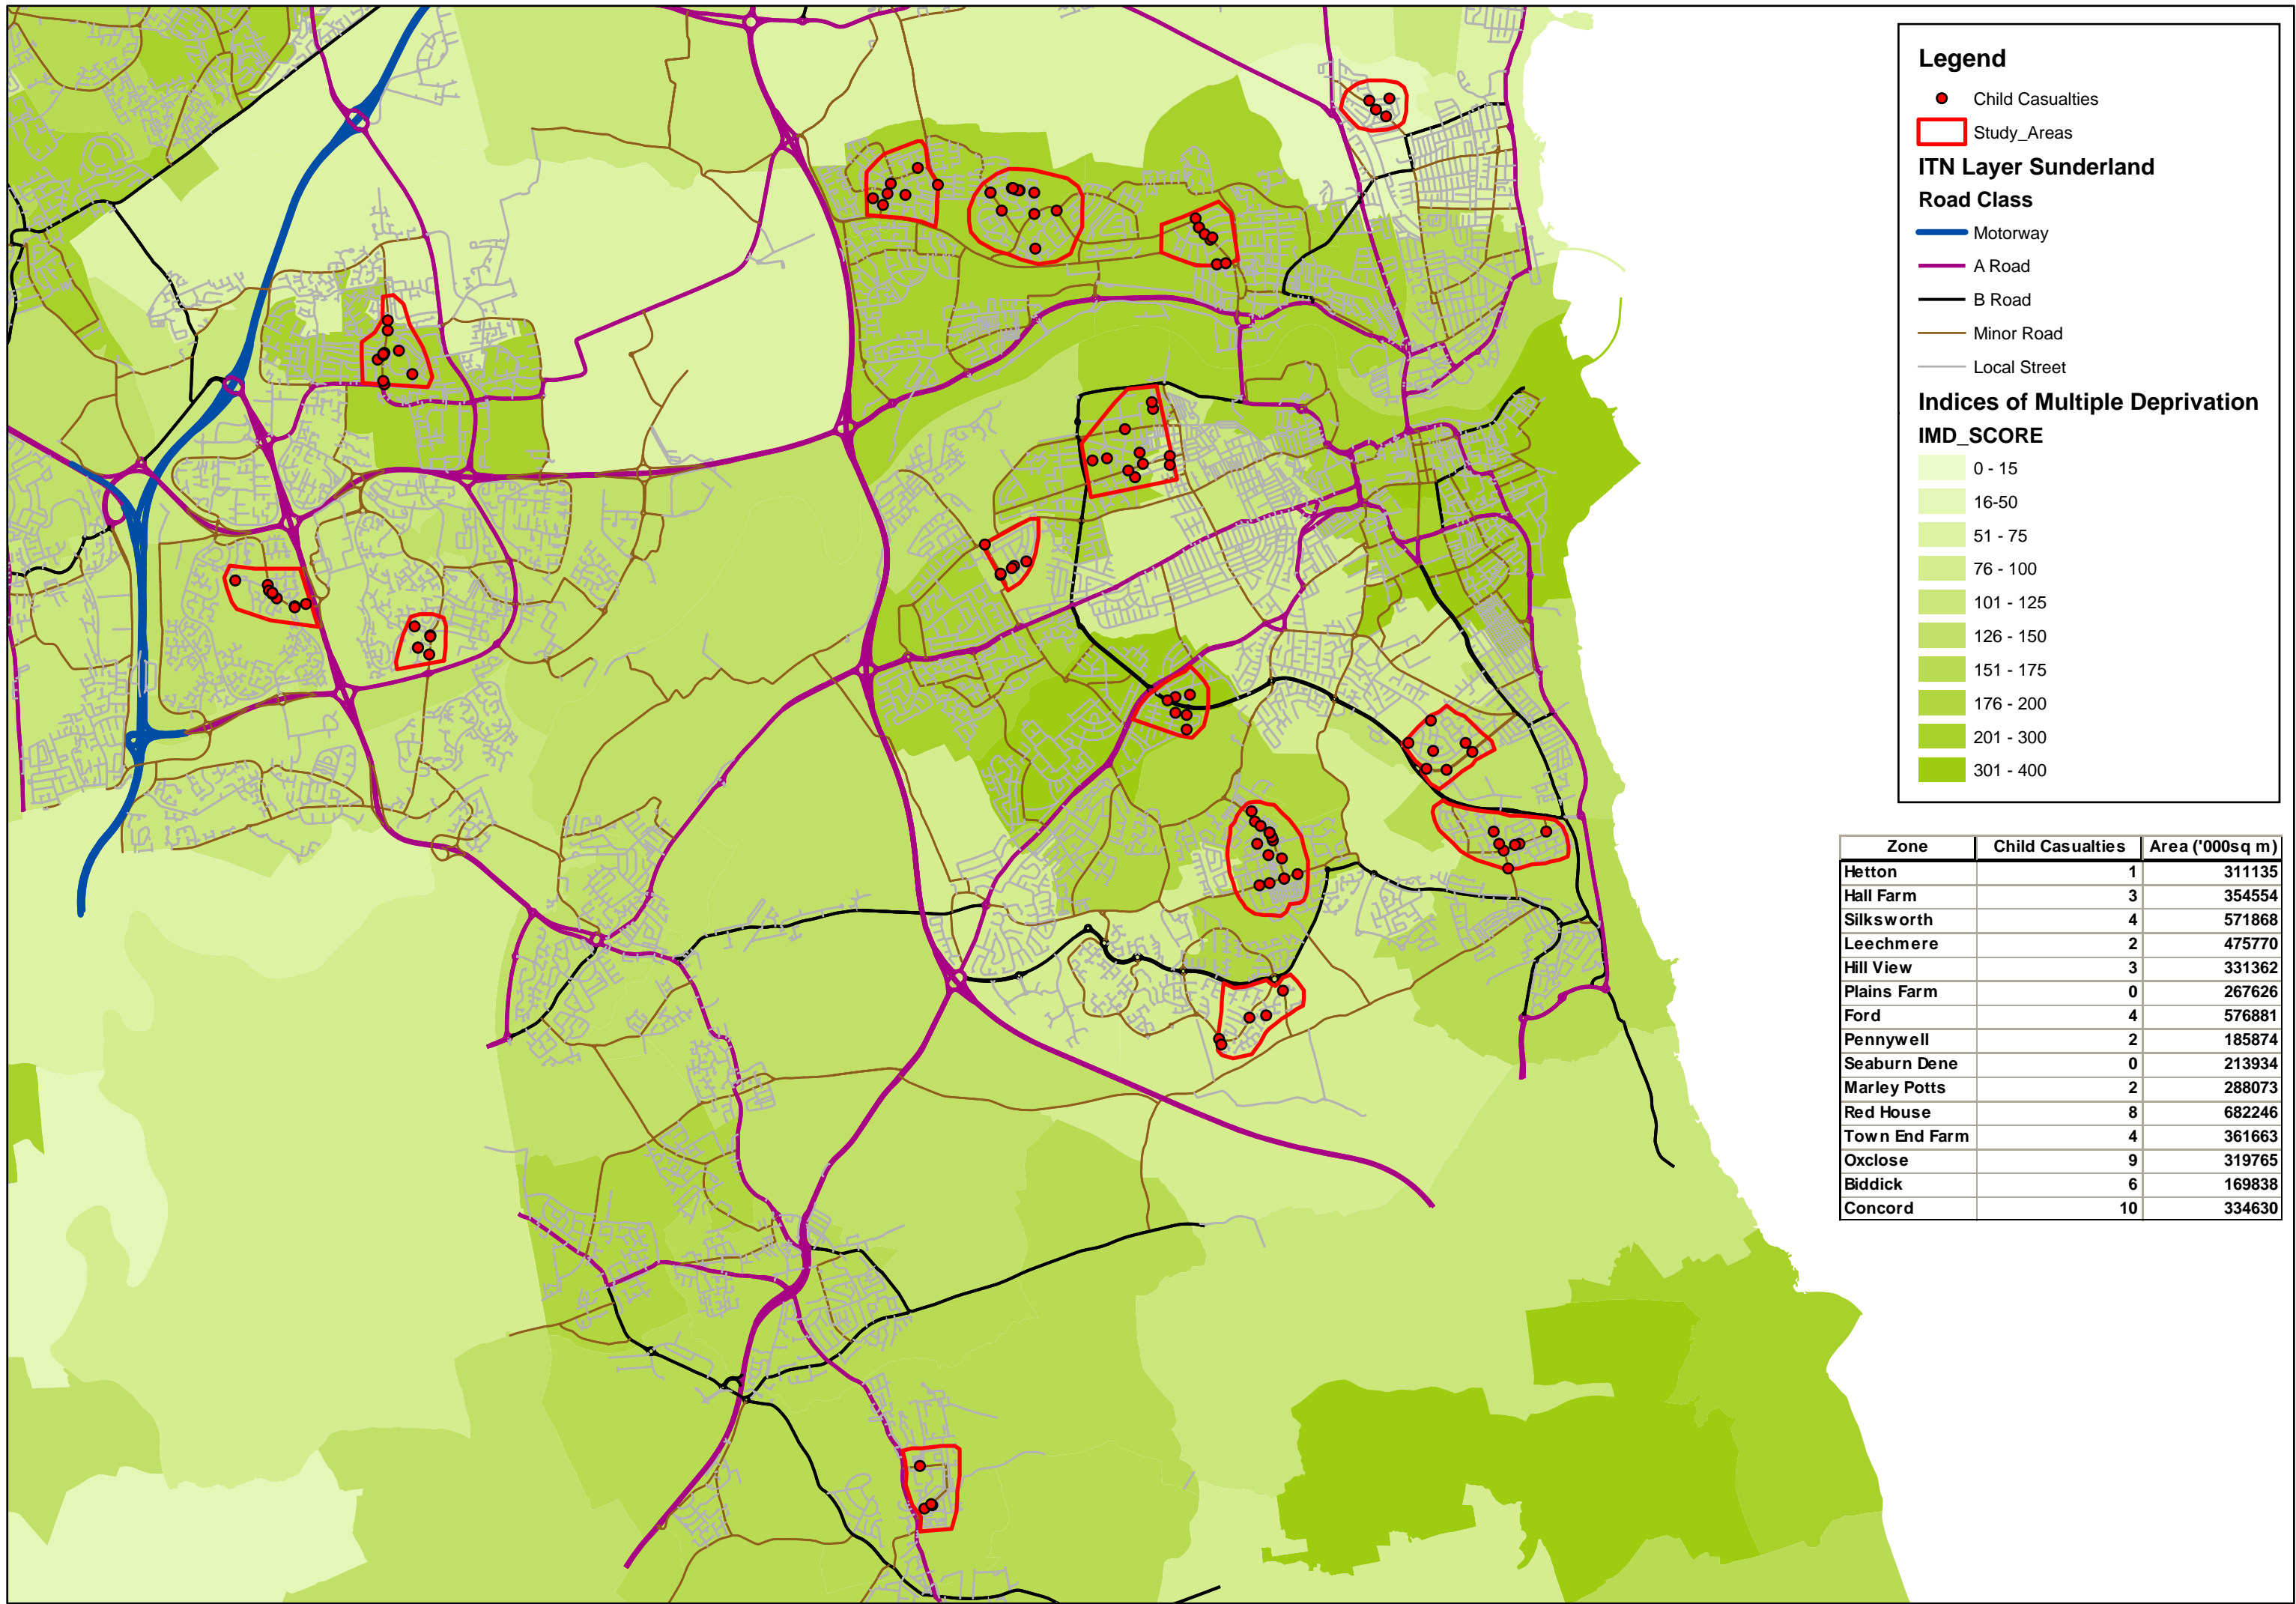 Legend
Child Casualties
Study_Areas
ITN Layer Sunderland
Road Class
Motorway
A Road
B Road
Minor Road
Local Street
Indices of Multiple Deprivation
IMD_SCORE
0 - 15
16-50
51 - 75
76 - 100
101 - 125
126 - 150
151 - 175
176 - 200
201 - 300
301 - 400
Zone Child Casualties Area ('000sq m)
Hetton 1 311135
Hall Farm 3 354554
Silksworth 4 571868
Leechmere 2 475770
Hill View 3 331362
Plains Farm 0 267626
Ford 4 576881
Pennywell 2 185874
Seaburn Dene 0 213934
Marley Potts 2 288073
Red House 8 682246
Town End Farm 4 361663
Oxclose 9 319765
Biddick 6 169838
Concord 10 334630